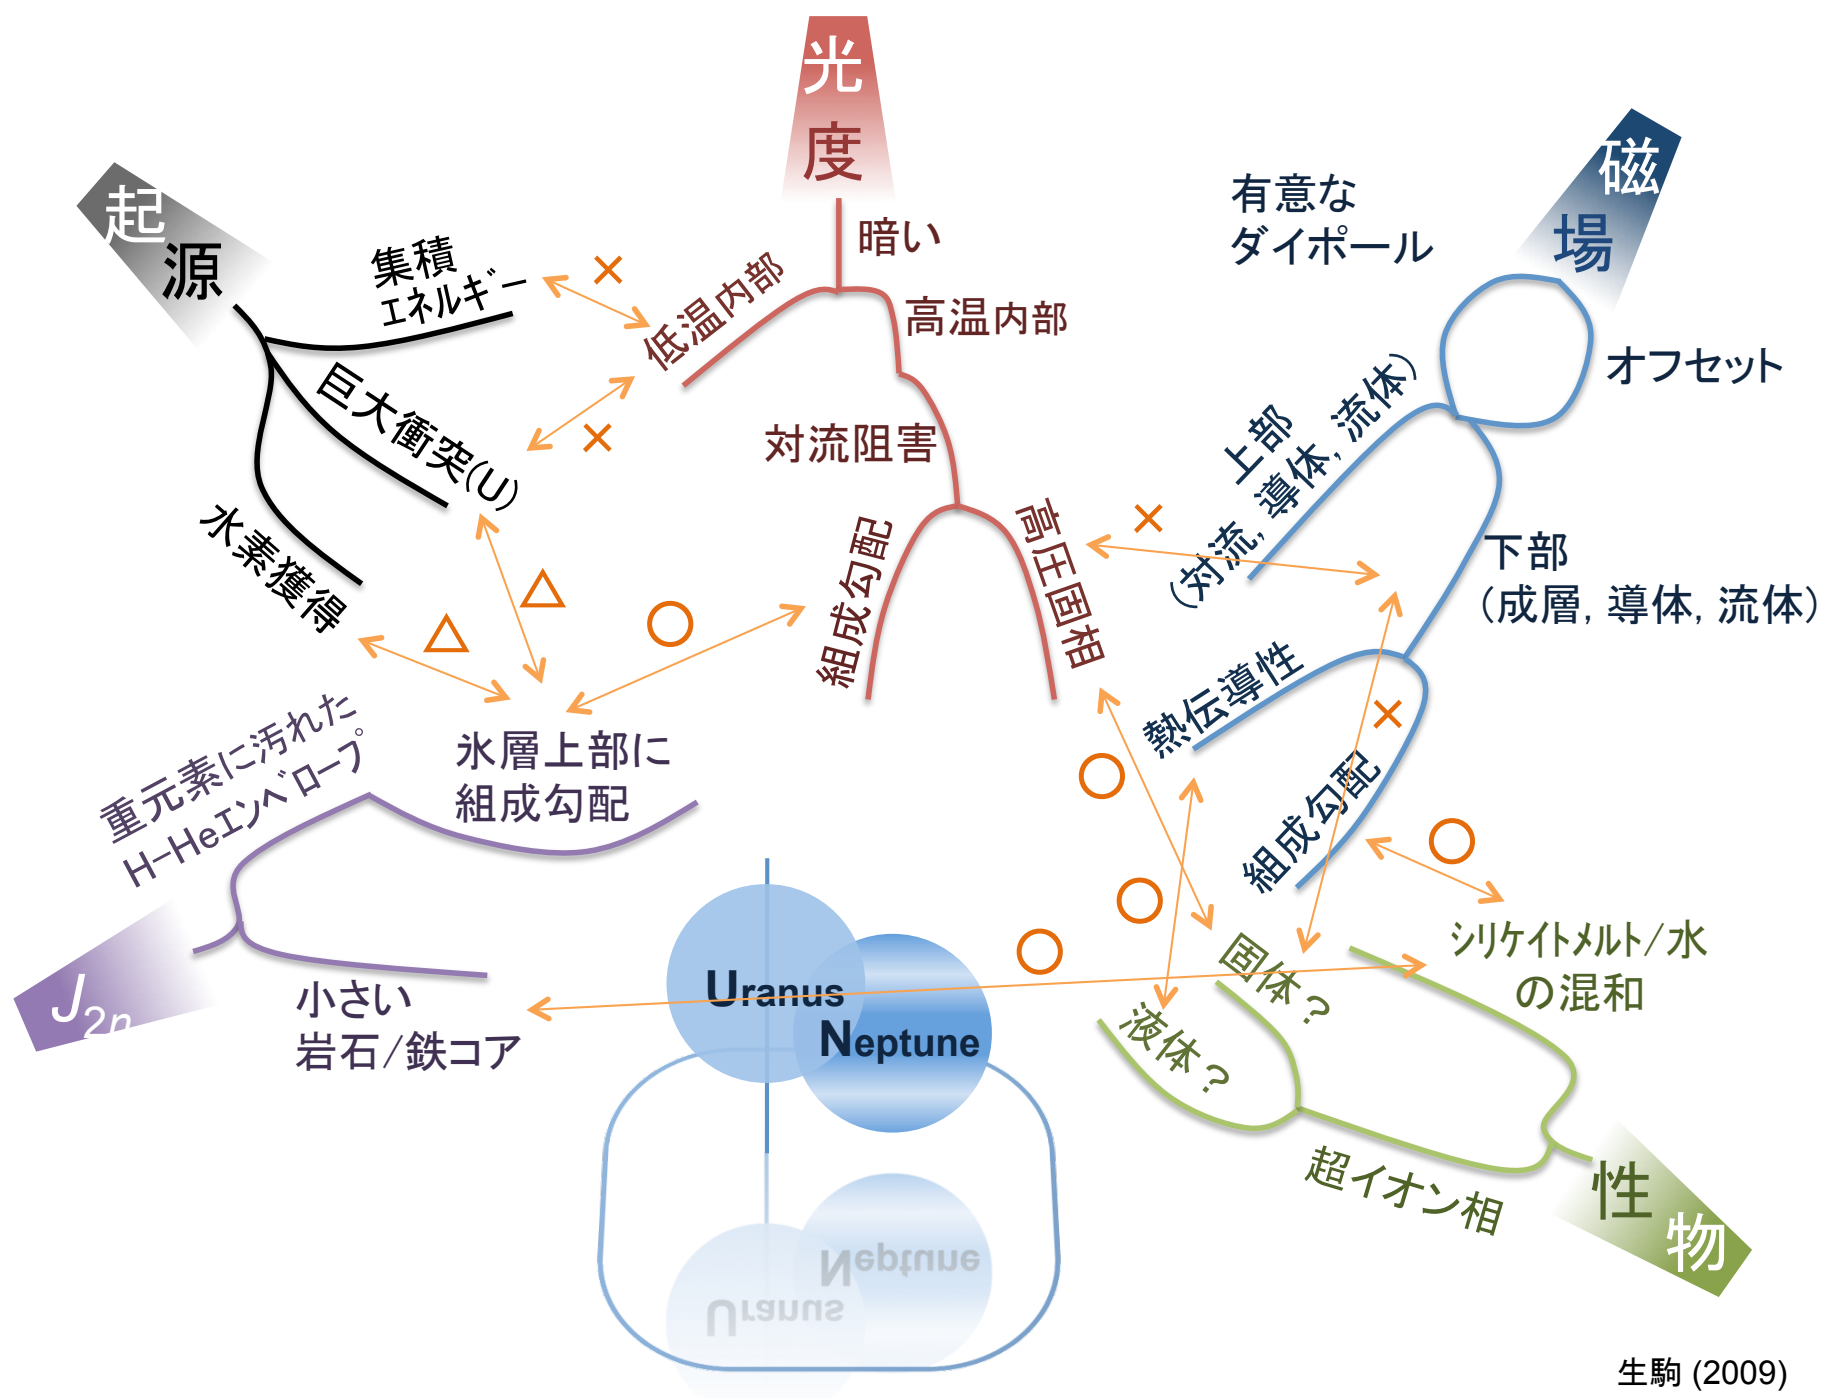 光
度
暗い
低温内部
高温内部
対流阻害
組成勾配
高圧固相
起
源
集積
ｴﾈﾙｷﾞー
巨大衝突(U)
水素獲得
磁
場
有意な
ダイポール
オフセット
上部
(対流, 導体, 流体)
下部
(成層, 導体, 流体)
熱伝導性
組成勾配
重元素に汚れた
H-Heｴﾝﾍﾞﾛｰﾌﾟ
氷層上部に
組成勾配
J2n
小さい
岩石/鉄コア
Uranus
Neptune
ｼﾘｹｲﾄﾒﾙﾄ/水
の混和
固体？
液体？
超イオン相
性
物
Neptune
Uranus
生駒 (2009)